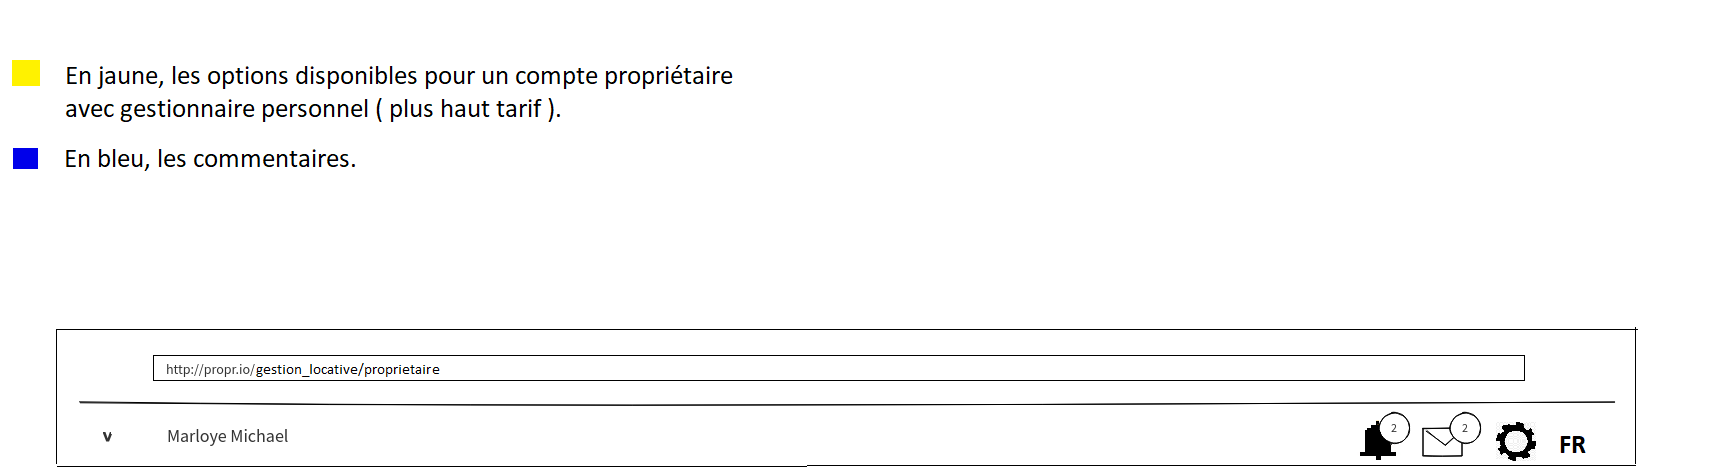 En jaune, les options disponibles pour un compte propriétaire
avec gestionnaire personnel ( plus haut tarif ).
En bleu, les commentaires.
http://propr.io/gestion_locative/proprietaire
v Marloye Michael 2 2 FR